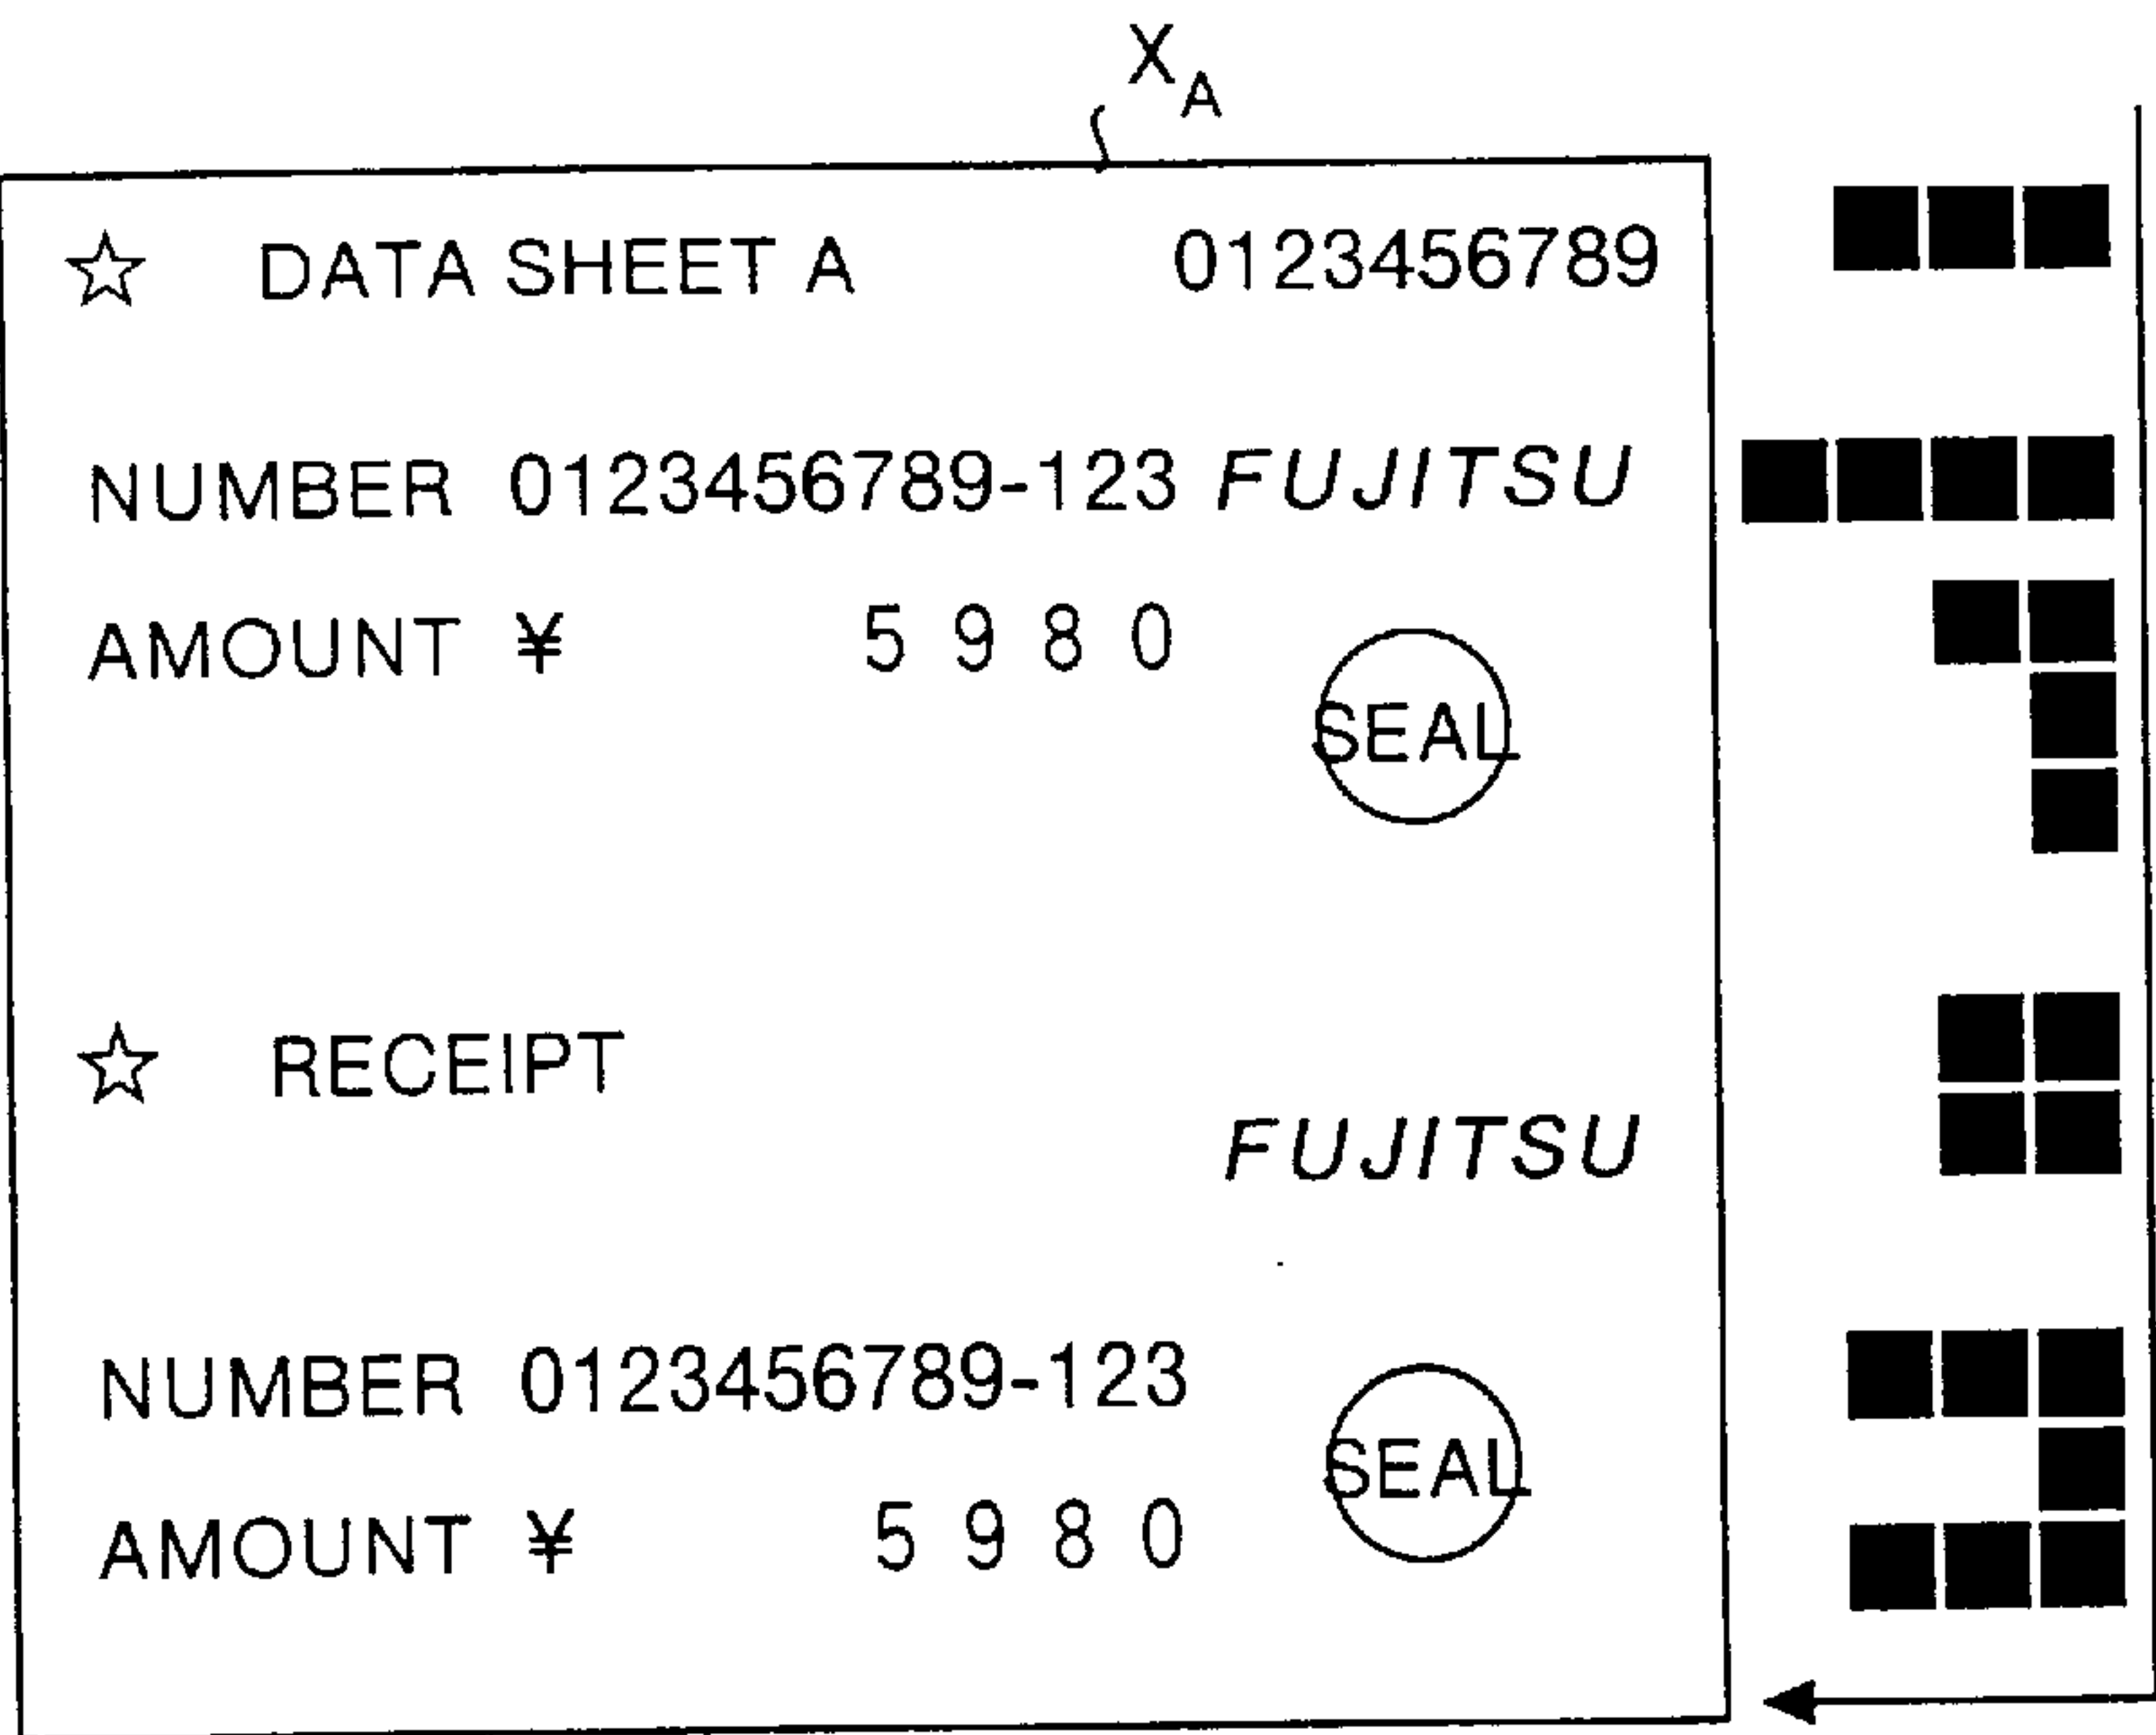 X_A
☆ DATA SHEET A 0123456789
NUMBER 0123456789-123 FUJITSU
AMOUNT ¥ 5 9 8 0
SEAL
☆ RECEIPT
FUJITSU
NUMBER 0123456789-123
SEAL
AMOUNT ¥ 5 9 8 0